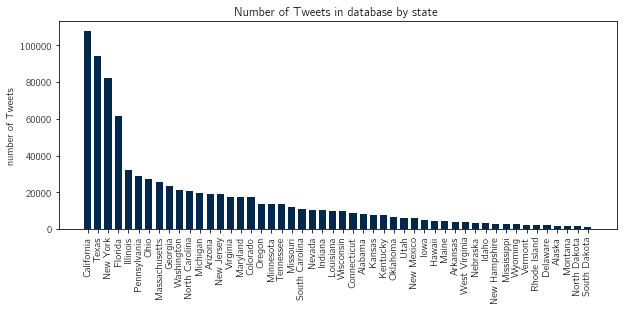 Number of Tweets in database by state
number of Tweets
100000
80000
60000
40000
20000
0
California
Texas
New York
Florida
Illinois
Pennsylvania
Ohio
Massachusetts
Georgia
Washington
North Carolina
Michigan
Arizona
New Jersey
Virginia
Maryland
Colorado
Oregon
Minnesota
Tennessee
Missouri
South Carolina
Nevada
Indiana
Louisiana
Wisconsin
Connecticut
Alabama
Kansas
Kentucky
Oklahoma
Utah
New Mexico
Iowa
Hawaii
Maine
Arkansas
West Virginia
Nebraska
Idaho
New Hampshire
Mississippi
Wyoming
Vermont
Rhode Island
Delaware
Alaska
Montana
North Dakota
South Dakota